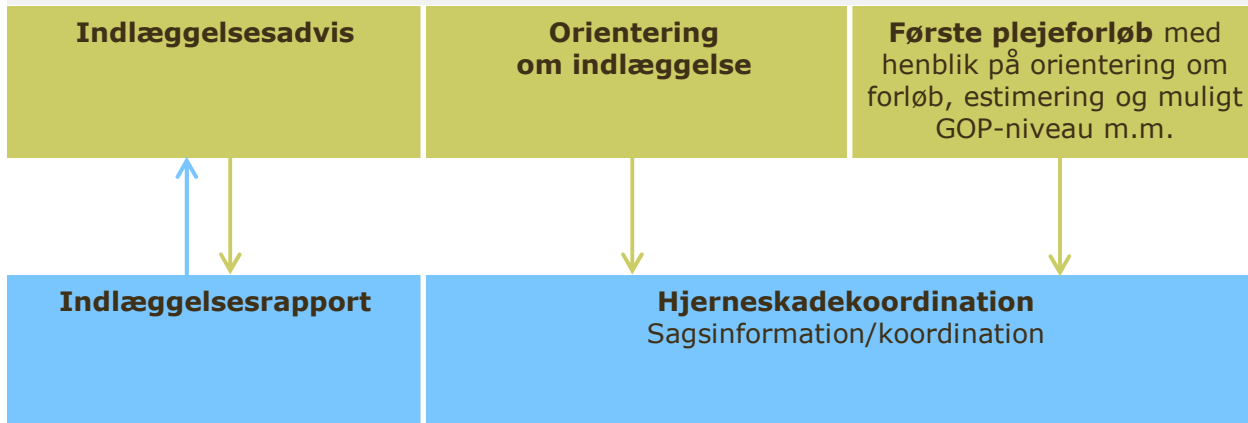 Indlæggelsesadvis
Orientering
om indlæggelse
Første plejeforløb med
henblik på orientering om
forløb, estimering og muligt
GOP-niveau m.m.
Indlæggelsesrapport
Hjerneskadekoordination
Sagsinformation/koordination